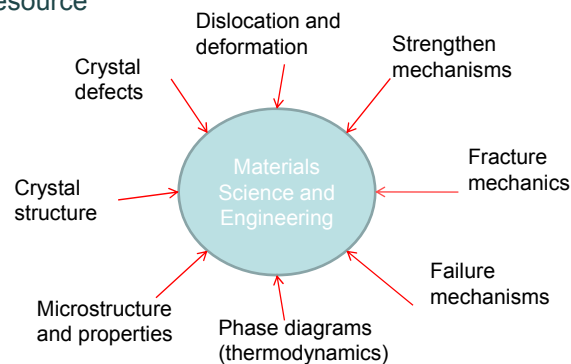 esource
Dislocation and
deformation
Strengthen
mechanisms
Crystal
defects
Materials
Science and
Engineering
Fracture
mechanics
Crystal
structure
Failure
mechanisms
Microstructure
and properties
Phase diagrams
(thermodynamics)